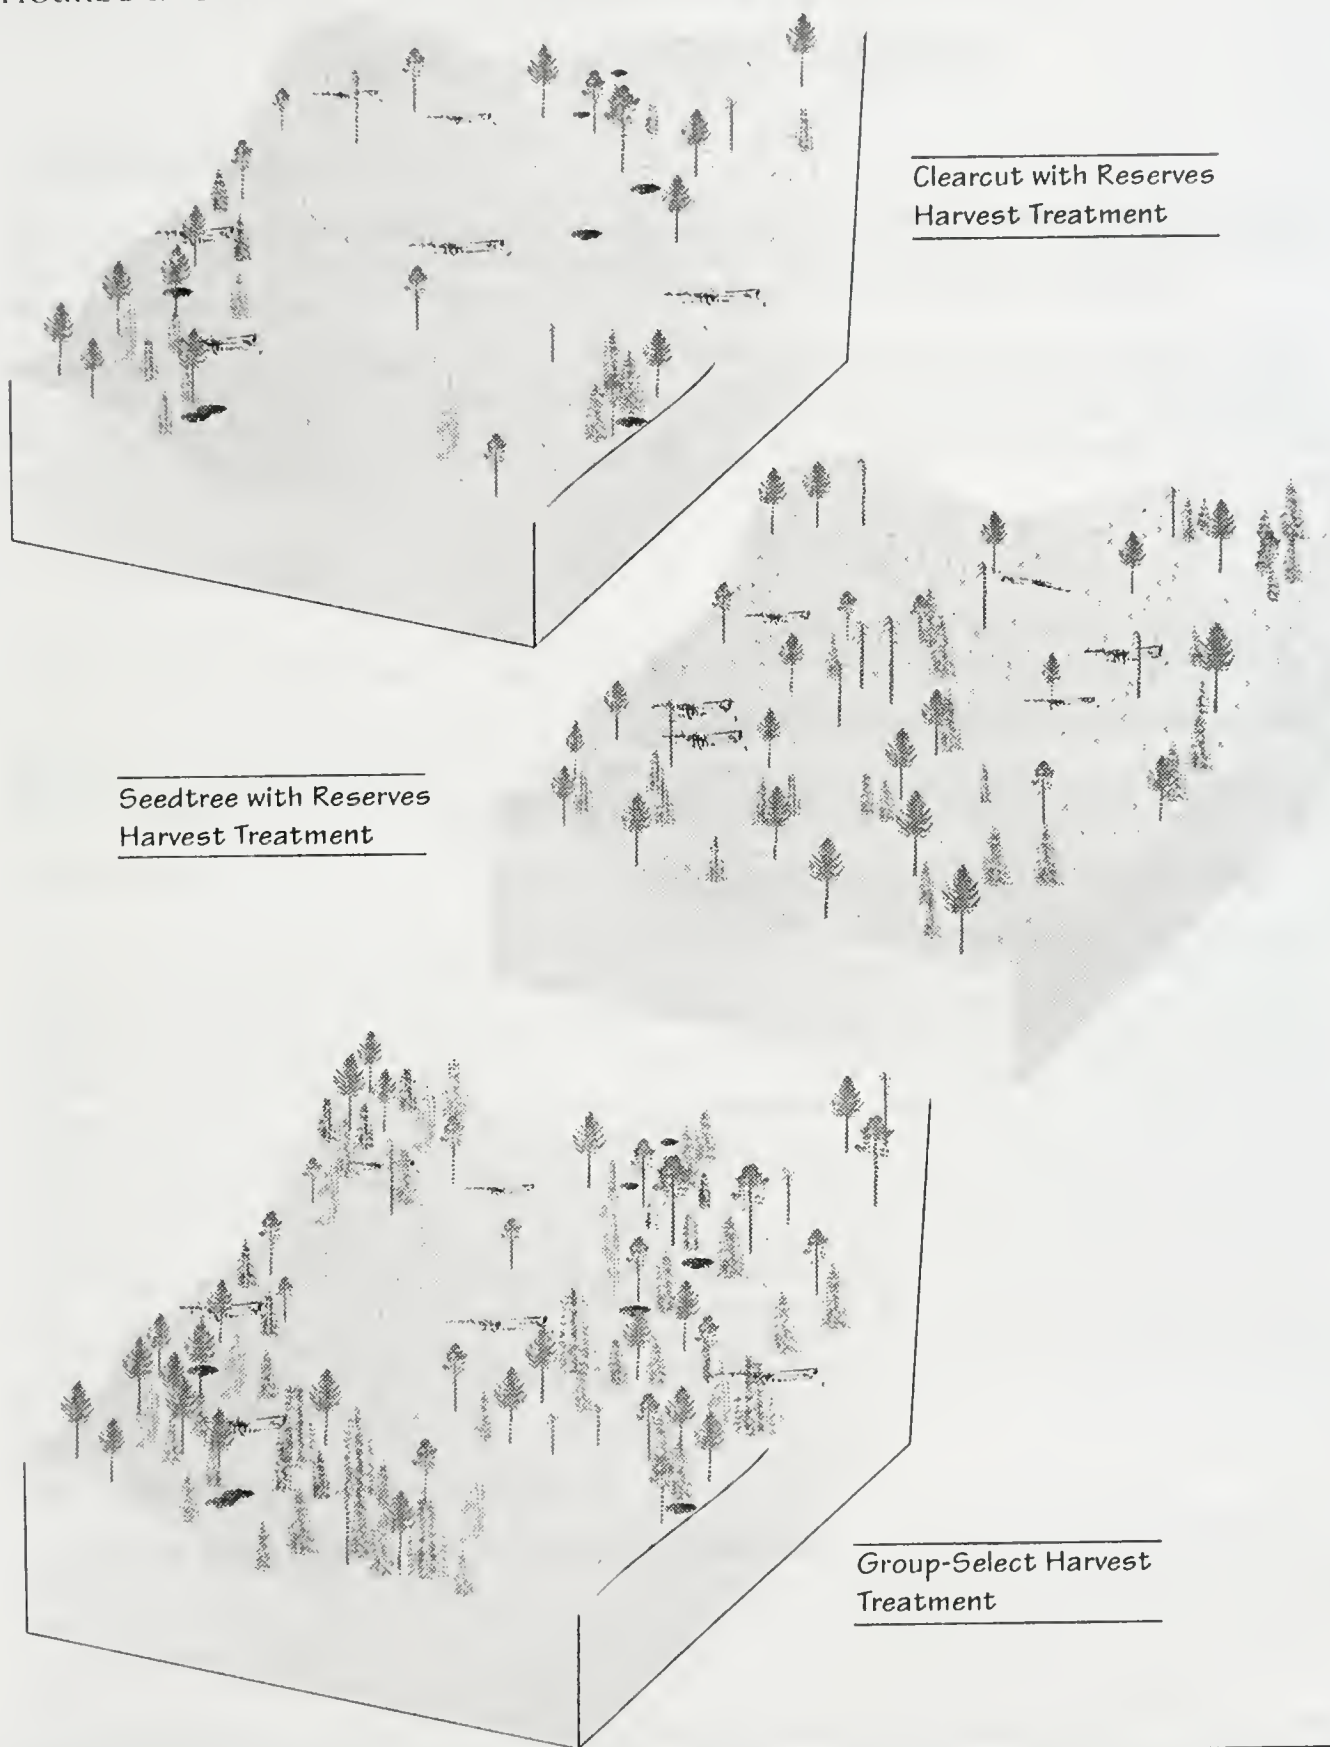 Clearcut with Reserves
Harvest Treatment
Seedtree with Reserves
Harvest Treatment
Group-Select Harvest
Treatment